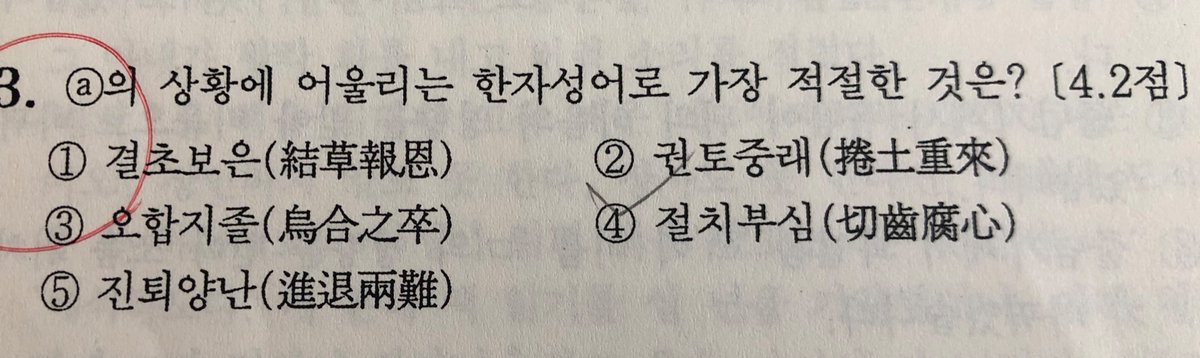 3. ⓐ의 상황에 어울리는 한자성어로 가장 적절한 것은? [4.2점]
① 결초보은(結草報恩) ② 권토중래(捲土重來)
③ 오합지졸(烏合之卒) ④ 절치부심(切齒腐心)
⑤ 진퇴양난(進退兩難)